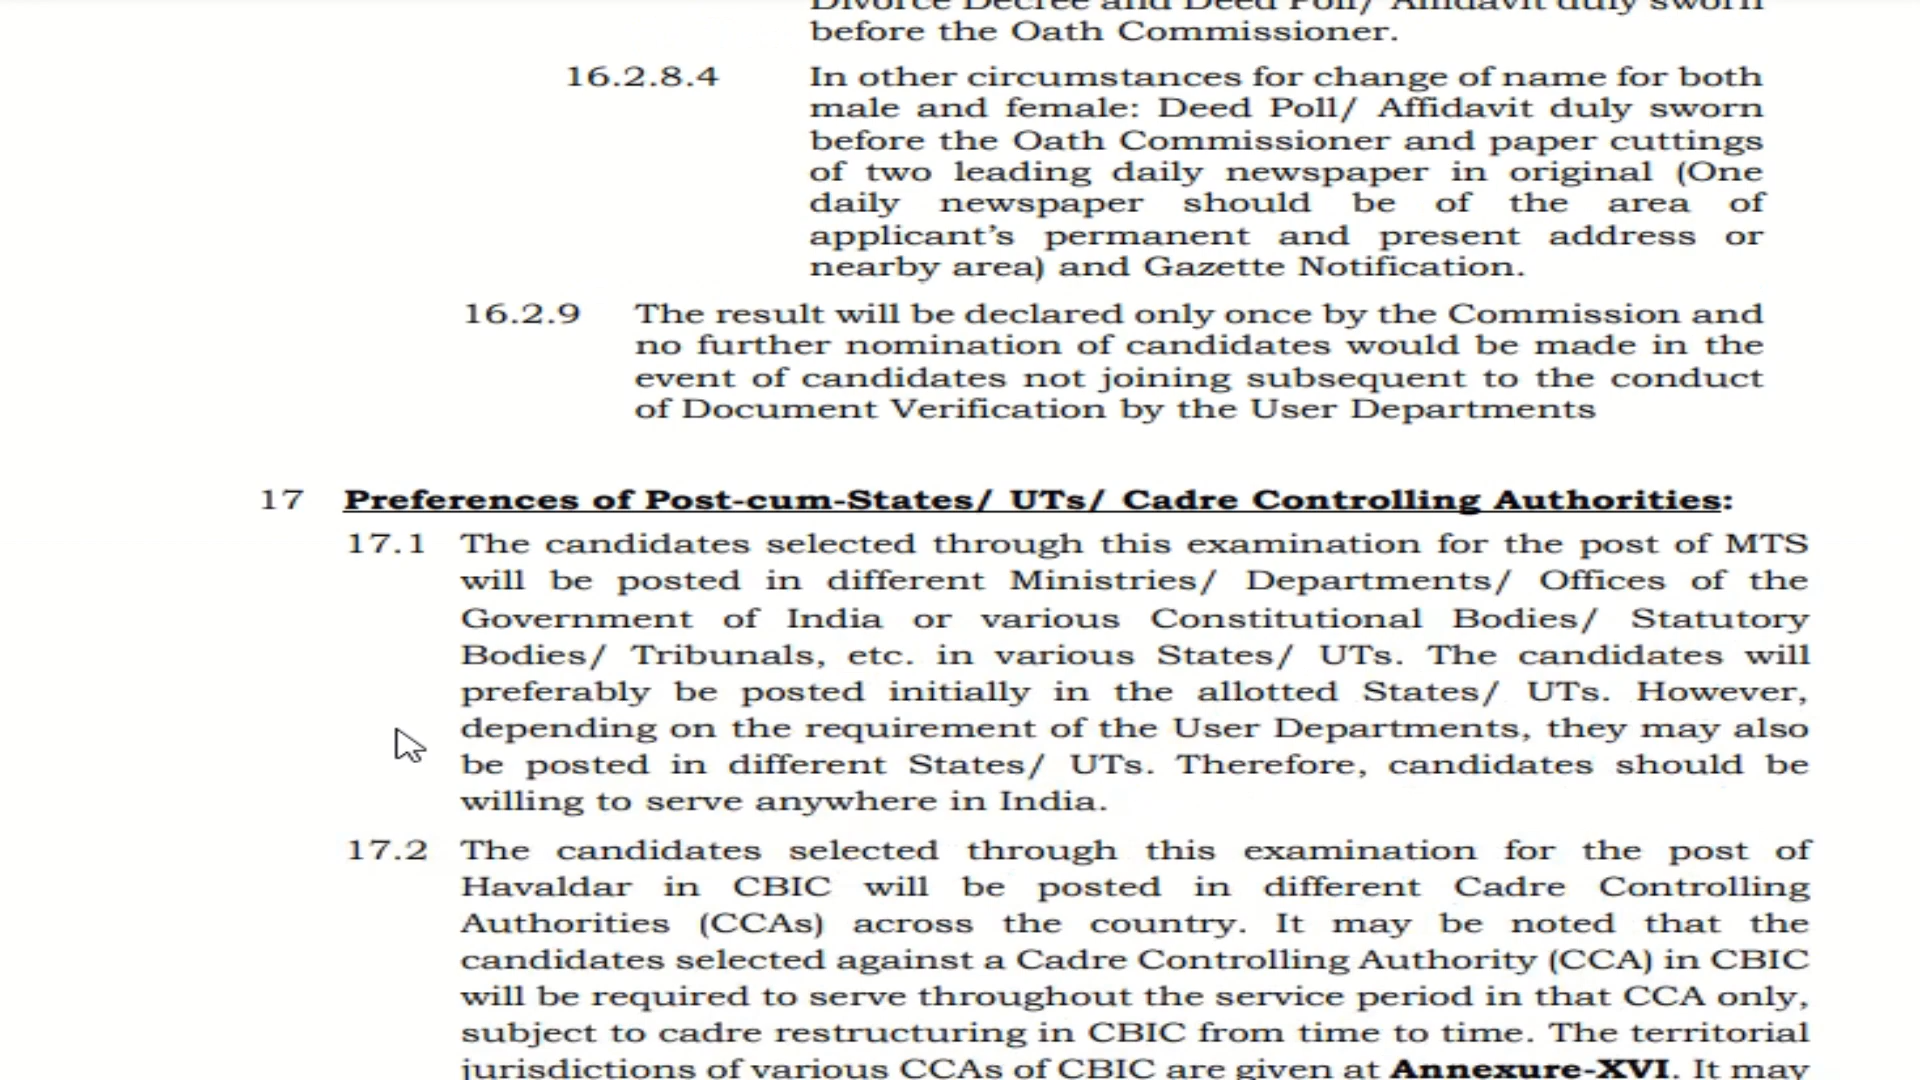 Divorce Decree and Deed Poll/ Affidavit duly sworn
before the Oath Commissioner.
16.2.8.4 In other circumstances for change of name for both
male and female: Deed Poll/ Affidavit duly sworn
before the Oath Commissioner and paper cuttings
of two leading daily newspaper in original (One
daily newspaper should be of the area of
applicant’s permanent and present address or
nearby area) and Gazette Notification.
16.2.9 The result will be declared only once by the Commission and
no further nomination of candidates would be made in the
event of candidates not joining subsequent to the conduct
of Document Verification by the User Departments
17 Preferences of Post-cum-States/ UTs/ Cadre Controlling Authorities:
17.1 The candidates selected through this examination for the post of MTS
will be posted in different Ministries/ Departments/ Offices of the
Government of India or various Constitutional Bodies/ Statutory
Bodies/ Tribunals, etc. in various States/ UTs. The candidates will
preferably be posted initially in the allotted States/ UTs. However,
depending on the requirement of the User Departments, they may also
be posted in different States/ UTs. Therefore, candidates should be
willing to serve anywhere in India.
17.2 The candidates selected through this examination for the post of
Havaldar in CBIC will be posted in different Cadre Controlling
Authorities (CCAs) across the country. It may be noted that the
candidates selected against a Cadre Controlling Authority (CCA) in CBIC
will be required to serve throughout the service period in that CCA only,
subject to cadre restructuring in CBIC from time to time. The territorial
jurisdictions of various CCAs of CBIC are given at Annexure-XVI. It may